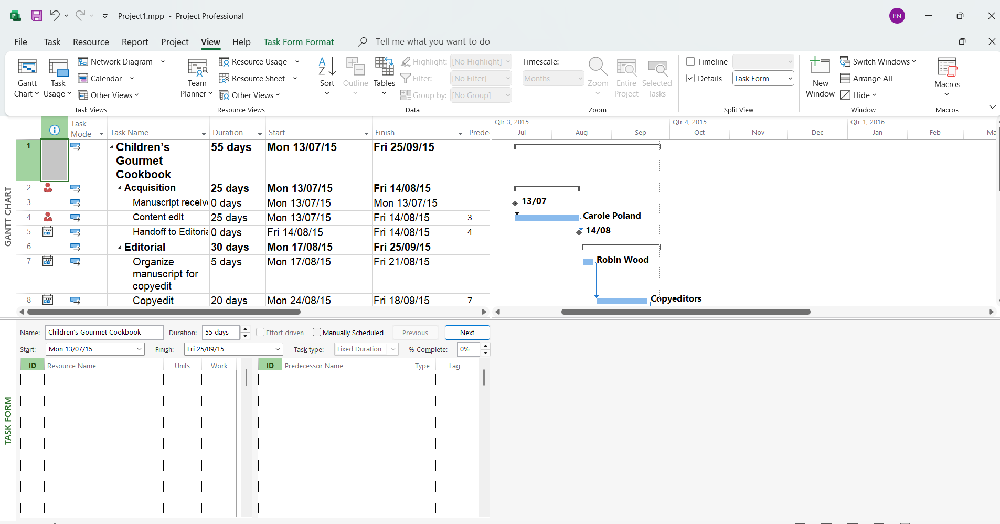 Project1.mpp - Project Professional
BN
File Task Resource Report Project View Help Task Form Format Tell me what you want to do
Gantt Chart
Task Usage
Network Diagram
Calendar
Other Views
Task Views
Team Planner
Resource Usage
Resource Sheet
Other Views
Resource Views
Sort
Outline
Tables
Highlight: [No Highlight]
Filter: [No Filter]
Group by: [No Group]
Data
Timescale:
Months
Zoom
Entire Project
Selected Tasks
Zoom
Timeline
Details Task Form
Split View
New Window
Switch Windows
Arrange All
Hide
Window
Macros
Macros
GANTT CHART
Task Mode Task Name Duration Start Finish Prede
1 Children's Gourmet Cookbook 55 days Mon 13/07/15 Fri 25/09/15
2 Acquisition 25 days Mon 13/07/15 Fri 14/08/15
3 Manuscript receive 0 days Mon 13/07/15 Mon 13/07/15
4 Content edit 25 days Mon 13/07/15 Fri 14/08/15 3
5 Handoff to Editoria 0 days Fri 14/08/15 Fri 14/08/15 4
6 Editorial 30 days Mon 17/08/15 Fri 25/09/15
7 Organize manuscript for copyedit 5 days Mon 17/08/15 Fri 21/08/15
8 Copyedit 20 days Mon 24/08/15 Fri 18/09/15 7
Qtr 3, 2015 Qtr 4, 2015 Qtr 1, 2016
Jul Aug Sep Oct Nov Dec Jan Feb Ma
13/07
Carole Poland
14/08
Robin Wood
Copyeditors
TASK FORM
Name: Children's Gourmet Cookbook Duration: 55 days Effort driven Manually Scheduled Previous Next
Start: Mon 13/07/15 Finish: Fri 25/09/15 Task type: Fixed Duration % Complete: 0%
ID Resource Name Units Work ID Predecessor Name Type Lag